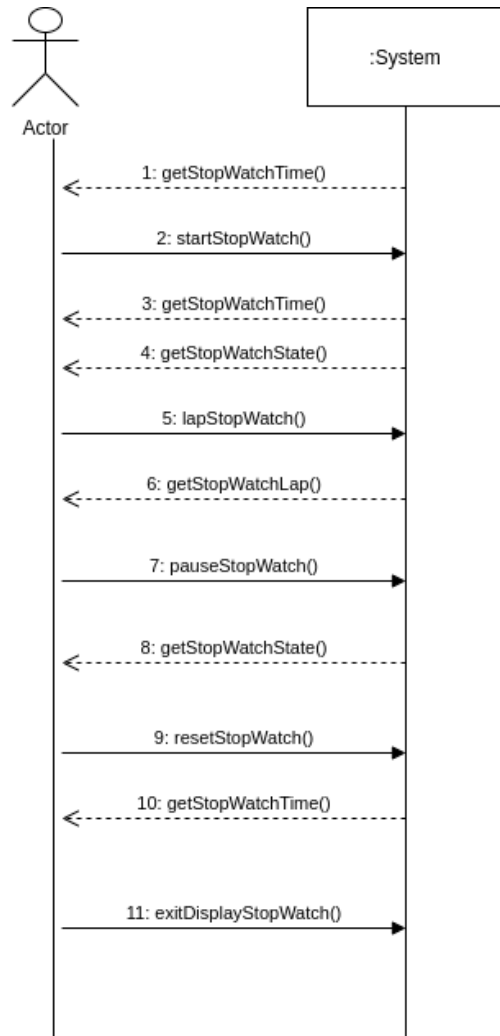 :System
Actor
1: getStopWatchTime()
2: startStopWatch()
3: getStopWatchTime()
4: getStopWatchState()
5: lapStopWatch()
6: getStopWatchLap()
7: pauseStopWatch()
8: getStopWatchState()
9: resetStopWatch()
10: getStopWatchTime()
11: exitDisplayStopWatch()